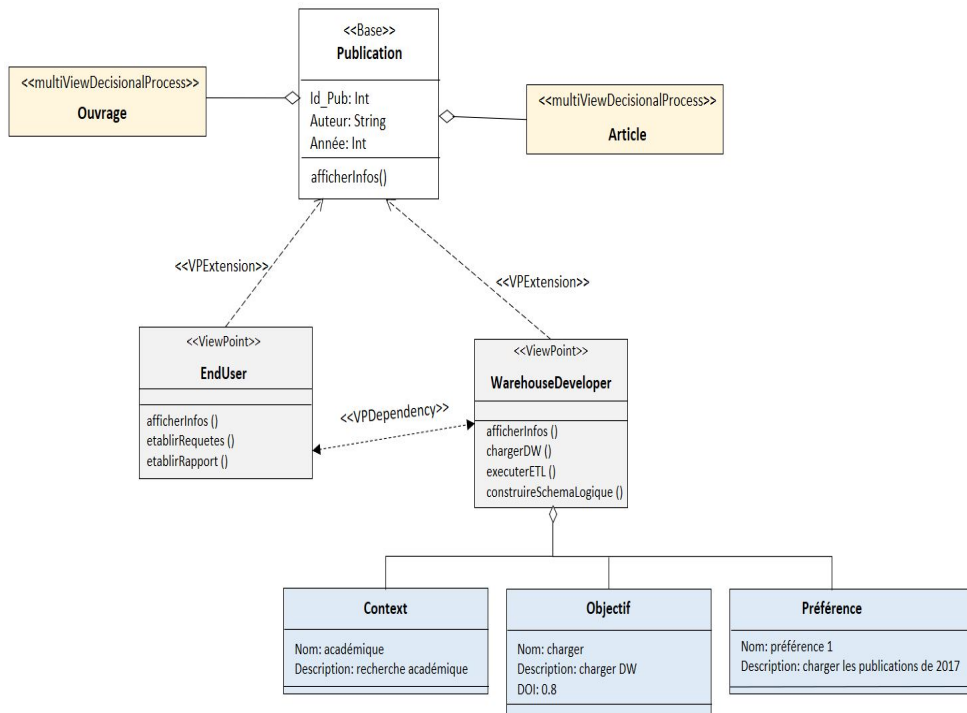 <<Base>>
Publication
Id_Pub: Int
Auteur: String
Année: Int
afficherInfos()
<<multiViewDecisionalProcess>>
Ouvrage
<<multiViewDecisionalProcess>>
Article
<<VPExtension>>
<<VPExtension>>
<<ViewPoint>>
EndUser
afficherInfos ()
etablirRequetes ()
etablirRapport ()
<<VPDependency>>
<<ViewPoint>>
WarehouseDeveloper
afficherInfos ()
chargerDW ()
executerETL ()
construireSchemaLogique ()
Context
Nom: académique
Description: recherche académique
Objectif
Nom: charger
Description: charger DW
DOI: 0.8
Préférence
Nom: préférence 1
Description: charger les publications de 2017